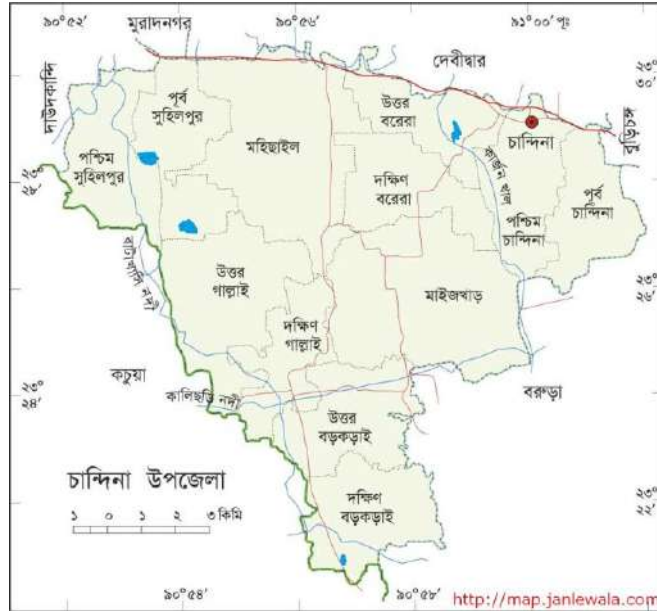 ৯০°৫২′
৯০°৫৬′
৯১°০০′পূঃ
মুরাদনগর
দেবীদ্বার
দাউদকান্দি
২৩°
৩০′
বুড়িচঙ্গ
পূর্ব
সুহিলপুর
উত্তর
বরেরা
চান্দিনা
মহিছাইল
পশ্চিম
সুহিলপুর
২৩°
২৮′
দক্ষিণ
বরেরা
কার্জন খাল
পূর্ব
চান্দিনা
পশ্চিম
চান্দিনা
উত্তর
গাল্লাই
মাইজখাড়
২৩°
২৬′
দক্ষিণ
গাল্লাই
কচুয়া
২৩°
২৪′
কালিছড়ি নদী
বরুড়া
উত্তর
বড়কড়াই
চান্দিনা উপজেলা
১ ০ ১ ২ ৩ কিমি
দক্ষিণ
বড়কড়াই
২৩°
২২′
৯০°৫৪′
৯০°৫৮′
http://map.janlewala.com